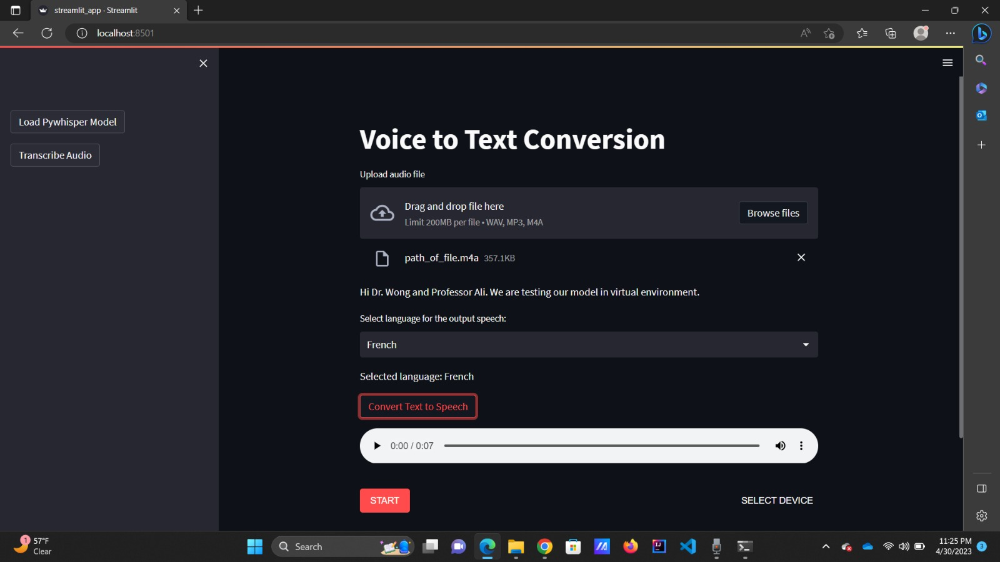 streamlit_app · Streamlit
localhost:8501
Load Pywhisper Model
Transcribe Audio
Voice to Text Conversion
Upload audio file
Drag and drop file here
Limit 200MB per file • WAV, MP3, M4A
Browse files
path_of_file.m4a 357.1KB
Hi Dr. Wong and Professor Ali. We are testing our model in virtual environment.
Select language for the output speech:
French
Selected language: French
Convert Text to Speech
0:00 / 0:07
START
SELECT DEVICE
1
57°F
Clear
Search
11:25 PM
4/30/2023
3